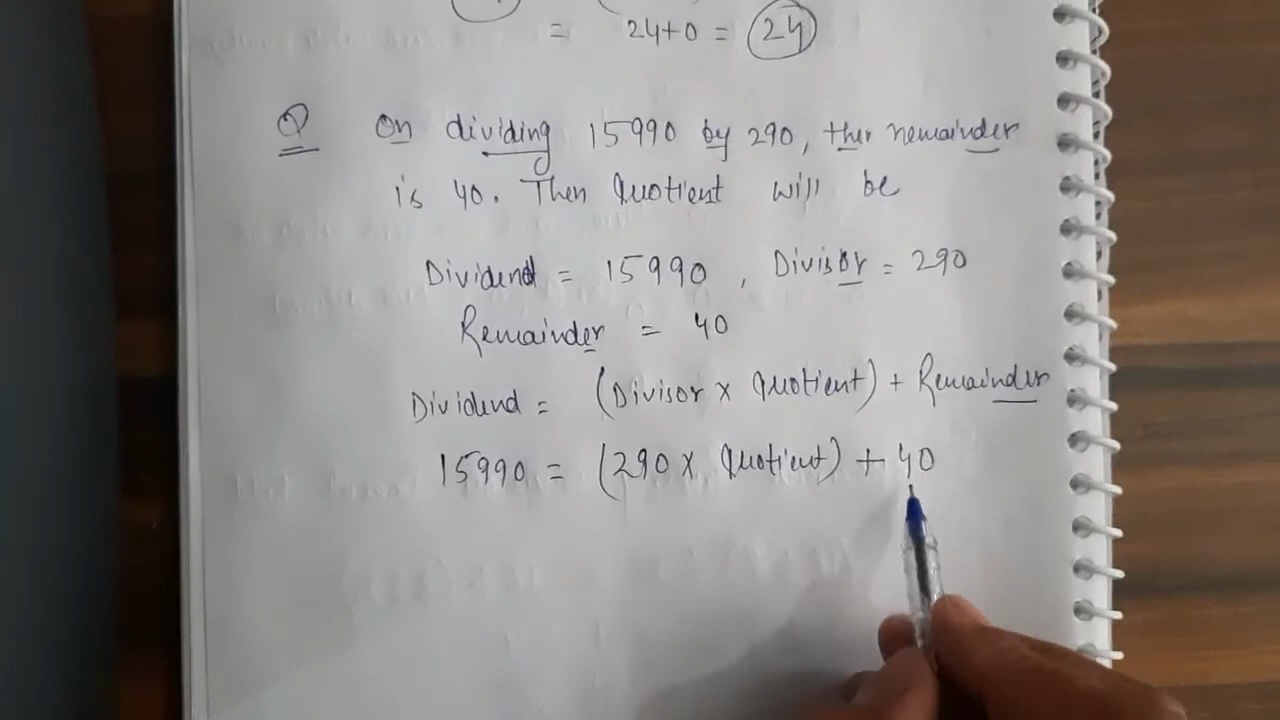 = 24+0 = 24
Q On dividing 15990 by 290, ther remainder
is 40. Then Quotient will be
Dividend = 15990, Divisor = 290
Remainder = 40
Dividend = (Divisor × Quotient) + Remainder
15990 = (290 × Quotient) + 40